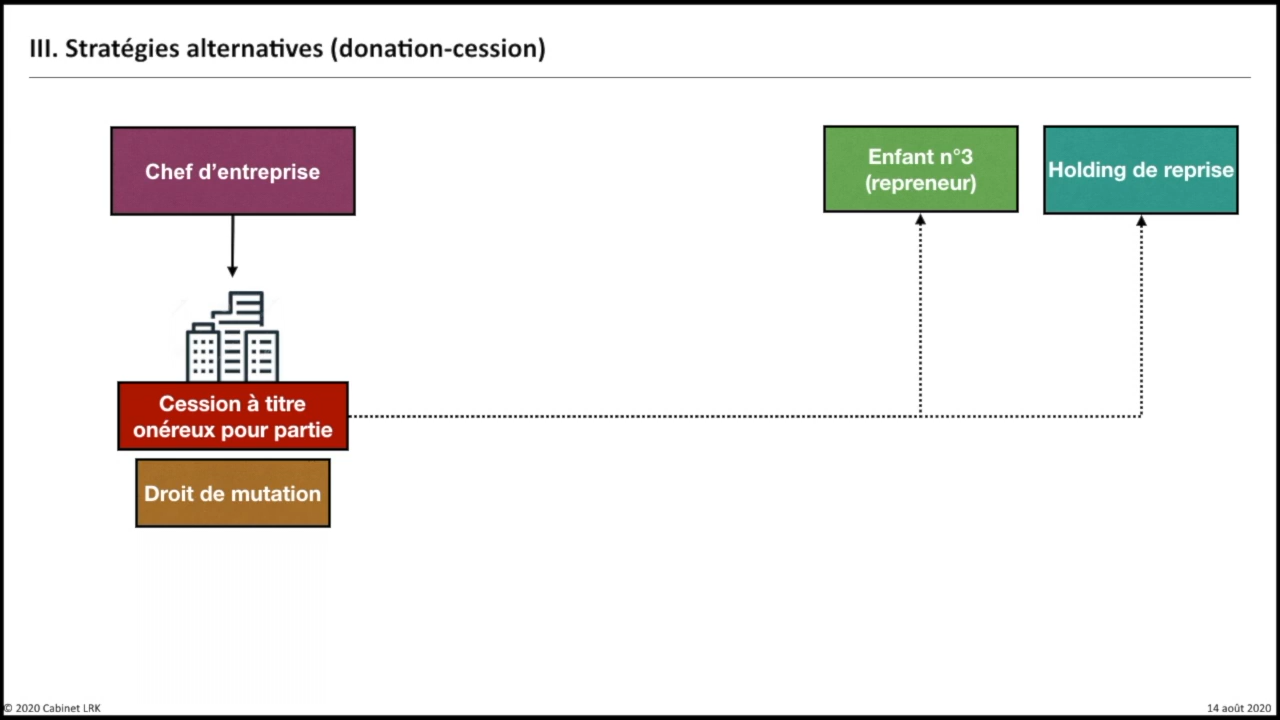 III. Stratégies alternatives (donation-cession)
Chef d'entreprise
Enfant n°3
(repreneur)
Holding de reprise
Cession à titre
onéreux pour partie
Droit de mutation
© 2020 Cabinet LRK
14 août 2020